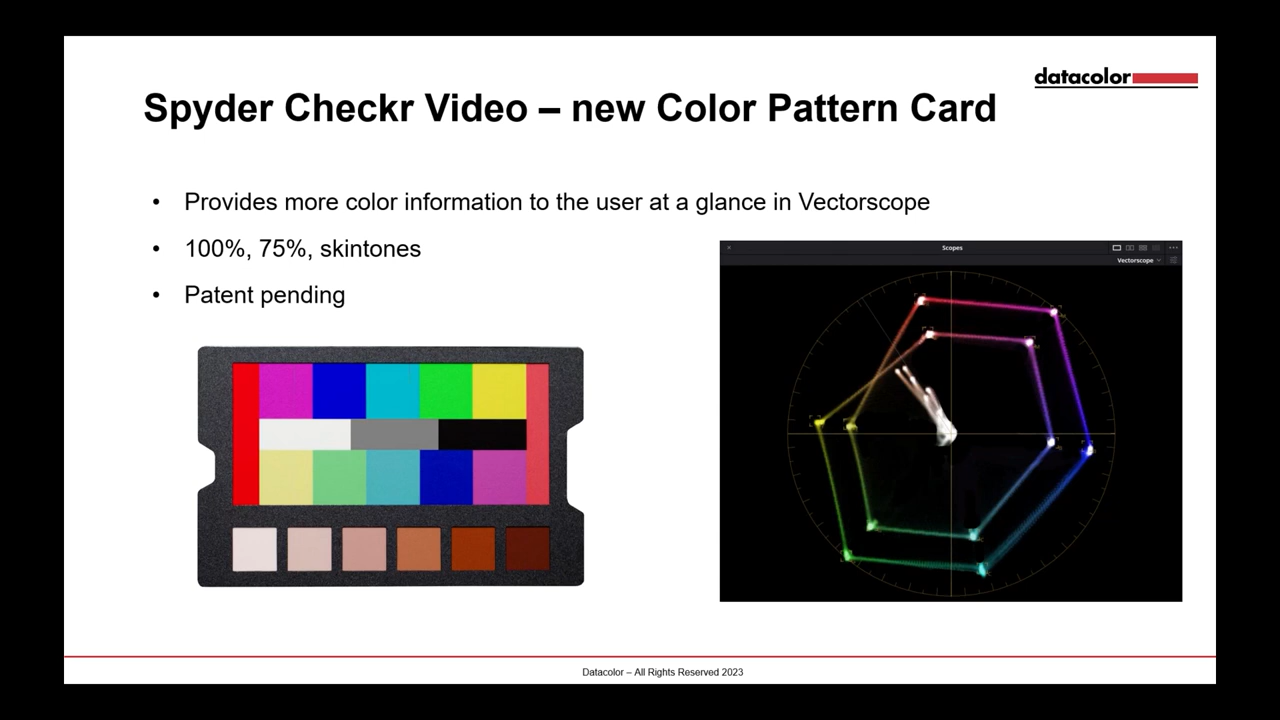 datacolor
Spyder Checkr Video – new Color Pattern Card
• Provides more color information to the user at a glance in Vectorscope
• 100%, 75%, skintones
• Patent pending
Scopes
Vectorscope
Datacolor – All Rights Reserved 2023